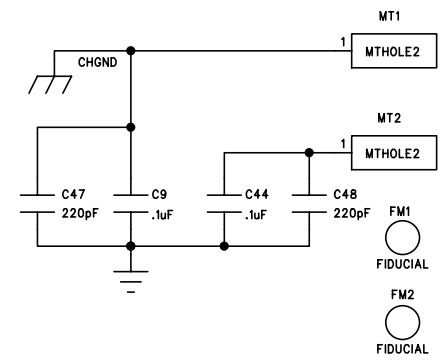 MT1
1
MTHOLE2
CHGND
MT2
1
MTHOLE2
C47
220pF
C9
.1uF
C44
.1uF
C48
220pF
FM1
FIDUCIAL
FM2
FIDUCIAL